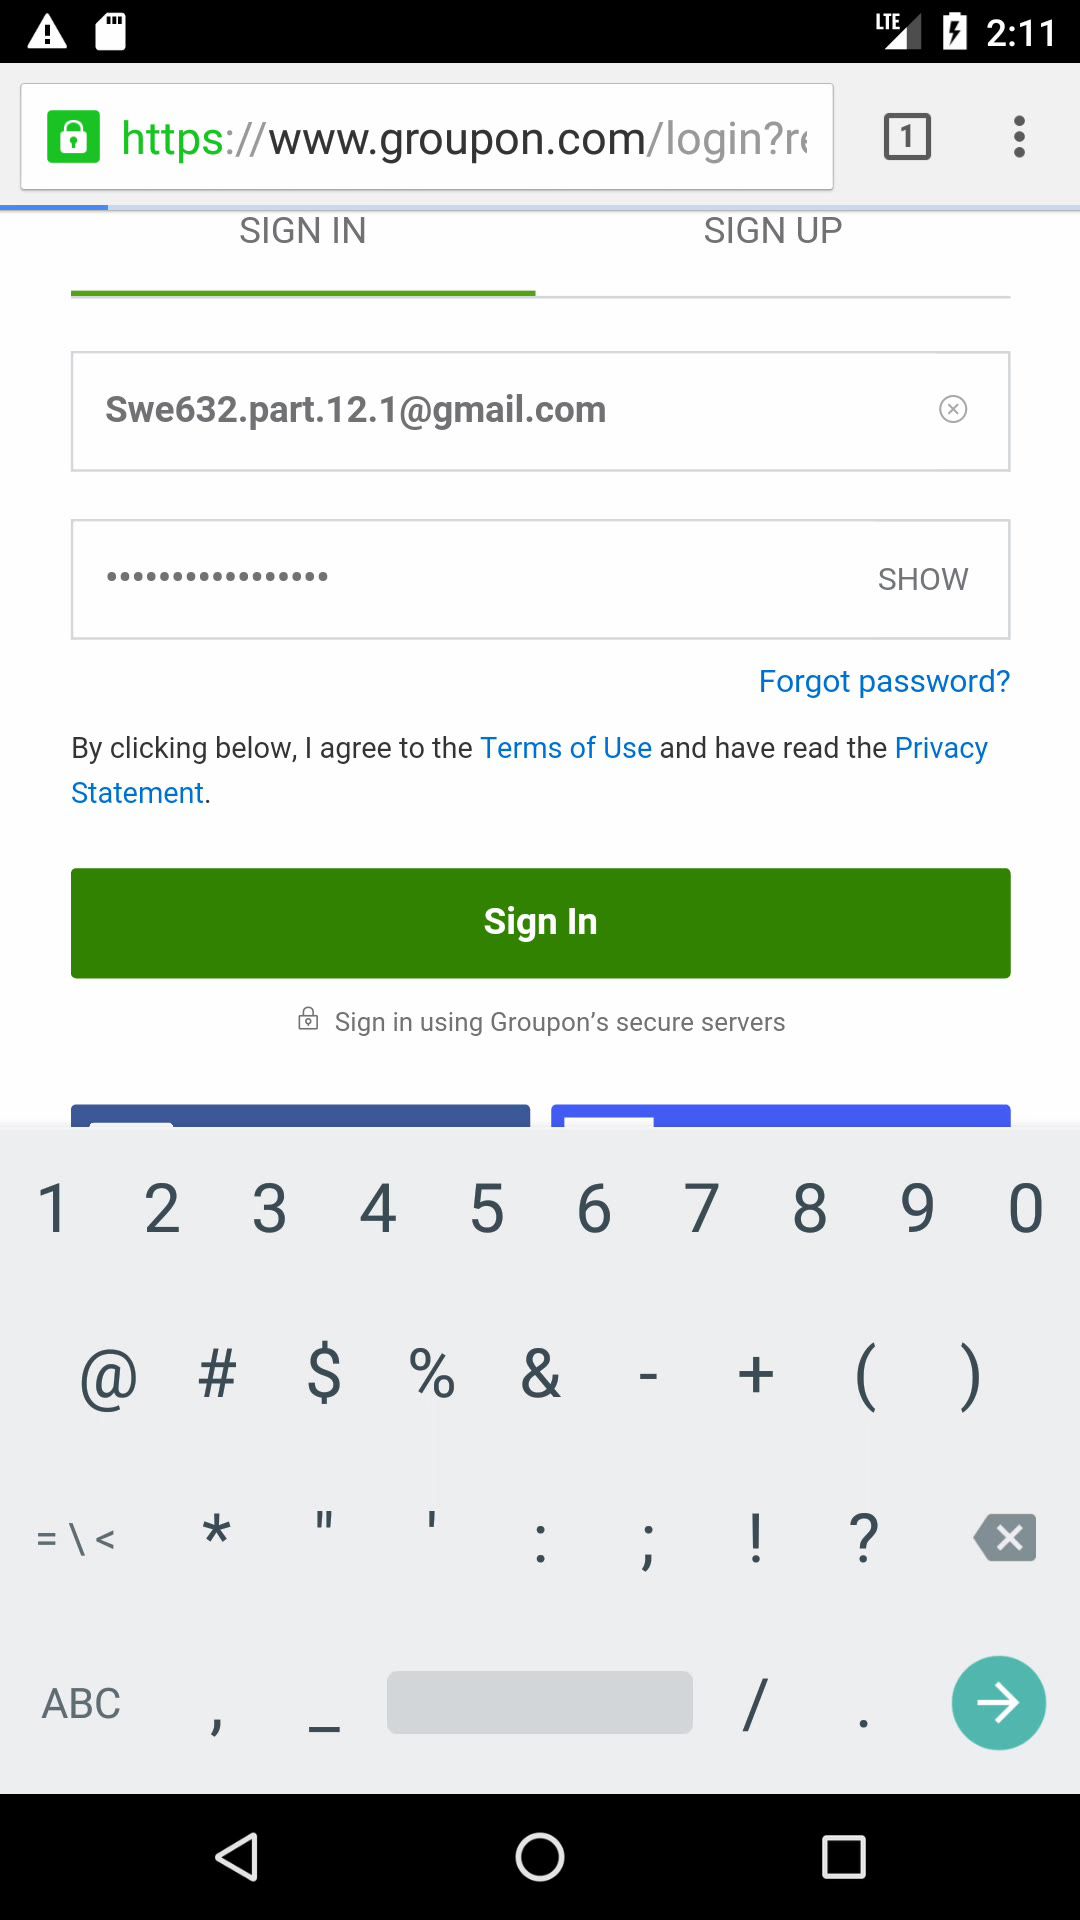 LTE 2:11
https://www.groupon.com/login?re
1
SIGN IN SIGN UP
Swe632.part.12.1@gmail.com
••••••••••••••••• SHOW
Forgot password?
By clicking below, I agree to the Terms of Use and have read the Privacy
Statement.
Sign In
Sign in using Groupon’s secure servers
1 2 3 4 5 6 7 8 9 0
@ # $ % & - + ( )
= \ < * " ' : ; ! ?
ABC , _ / .